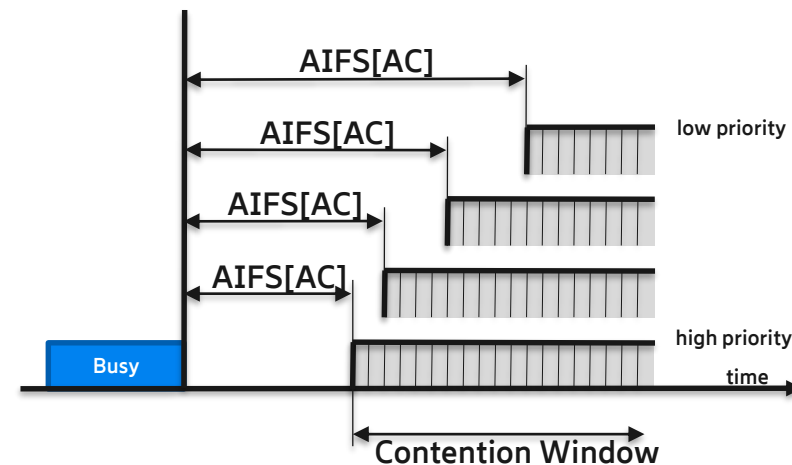 AIFS[AC]
low priority
AIFS[AC]
AIFS[AC]
AIFS[AC]
high priority
Busy
time
Contention Window